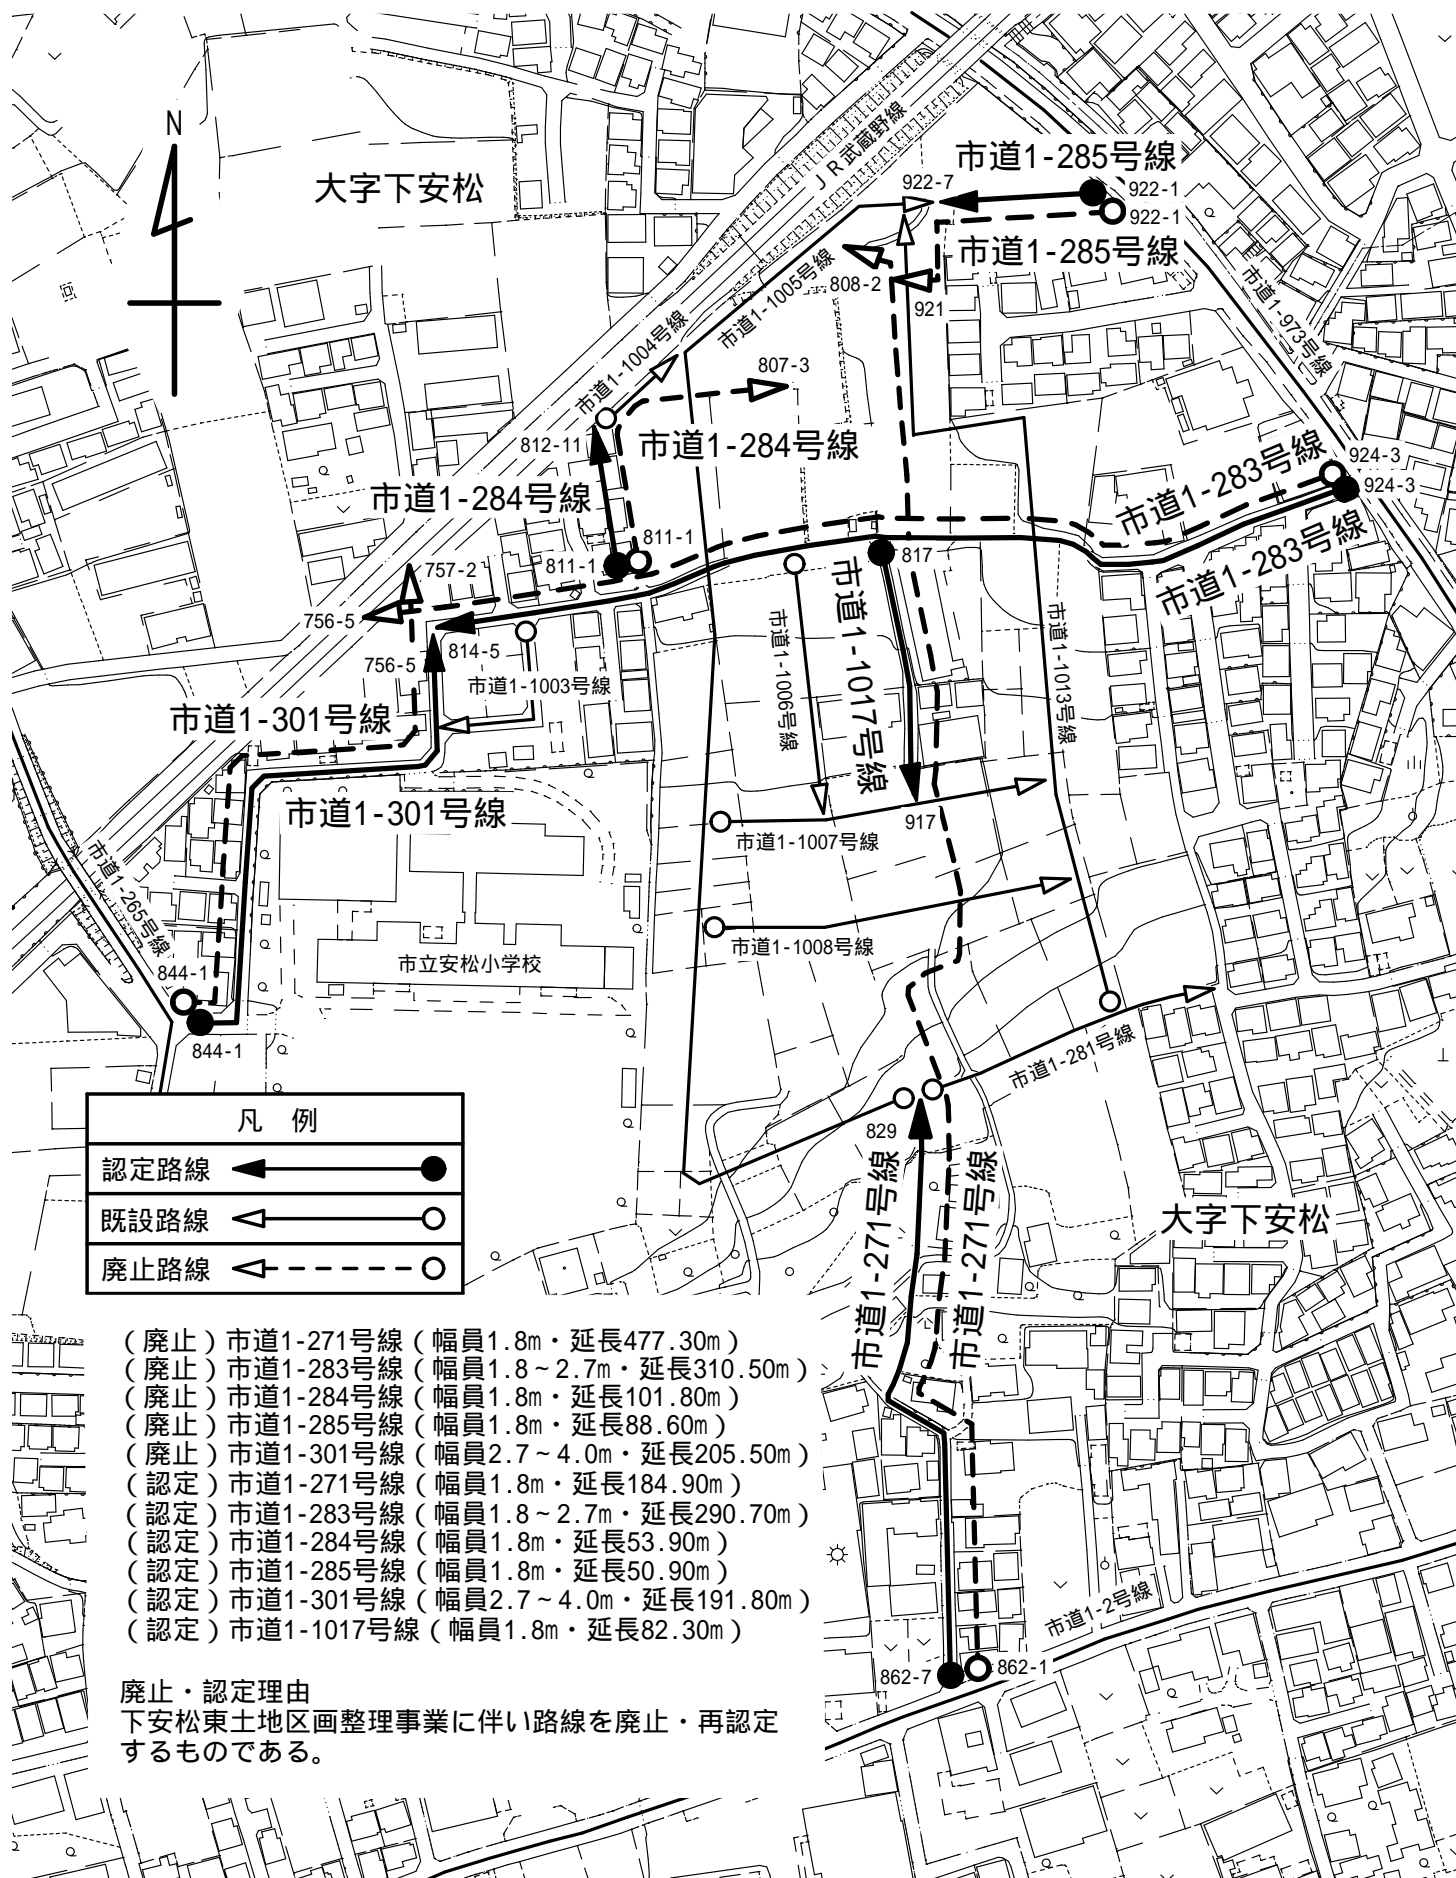 N
大字下安松
JR武蔵野線
市道1-285号線
922-7
922-1
922-1
市道1-285号線
市道1-1005号線
808-2
921
市道1-973号線
市道1-1004号線
807-3
812-11
市道1-284号線
市道1-284号線
市道1-283号線
924-3
924-3
市道1-283号線
811-1
811-1
817
757-2
756-5
756-5
814-5
市道1-1003号線
市道1-1006号線
市道1-1017号線
市道1-1013号線
市道1-301号線
市道1-301号線
917
市道1-1007号線
市道1-265号線
市道1-1008号線
市立安松小学校
844-1
844-1
市道1-281号線
829
市道1-271号線
市道1-271号線
大字下安松
凡 例
認定路線
既設路線
廃止路線
(廃止)市道1-271号線(幅員1.8m・延長477.30m)
(廃止)市道1-283号線(幅員1.8~2.7m・延長310.50m)
(廃止)市道1-284号線(幅員1.8m・延長101.80m)
(廃止)市道1-285号線(幅員1.8m・延長88.60m)
(廃止)市道1-301号線(幅員2.7~4.0m・延長205.50m)
(認定)市道1-271号線(幅員1.8m・延長184.90m)
(認定)市道1-283号線(幅員1.8~2.7m・延長290.70m)
(認定)市道1-284号線(幅員1.8m・延長53.90m)
(認定)市道1-285号線(幅員1.8m・延長50.90m)
(認定)市道1-301号線(幅員2.7~4.0m・延長191.80m)
(認定)市道1-1017号線(幅員1.8m・延長82.30m)
市道1-2号線
862-7
862-1
廃止・認定理由
下安松東土地区画整理事業に伴い路線を廃止・再認定
するものである。